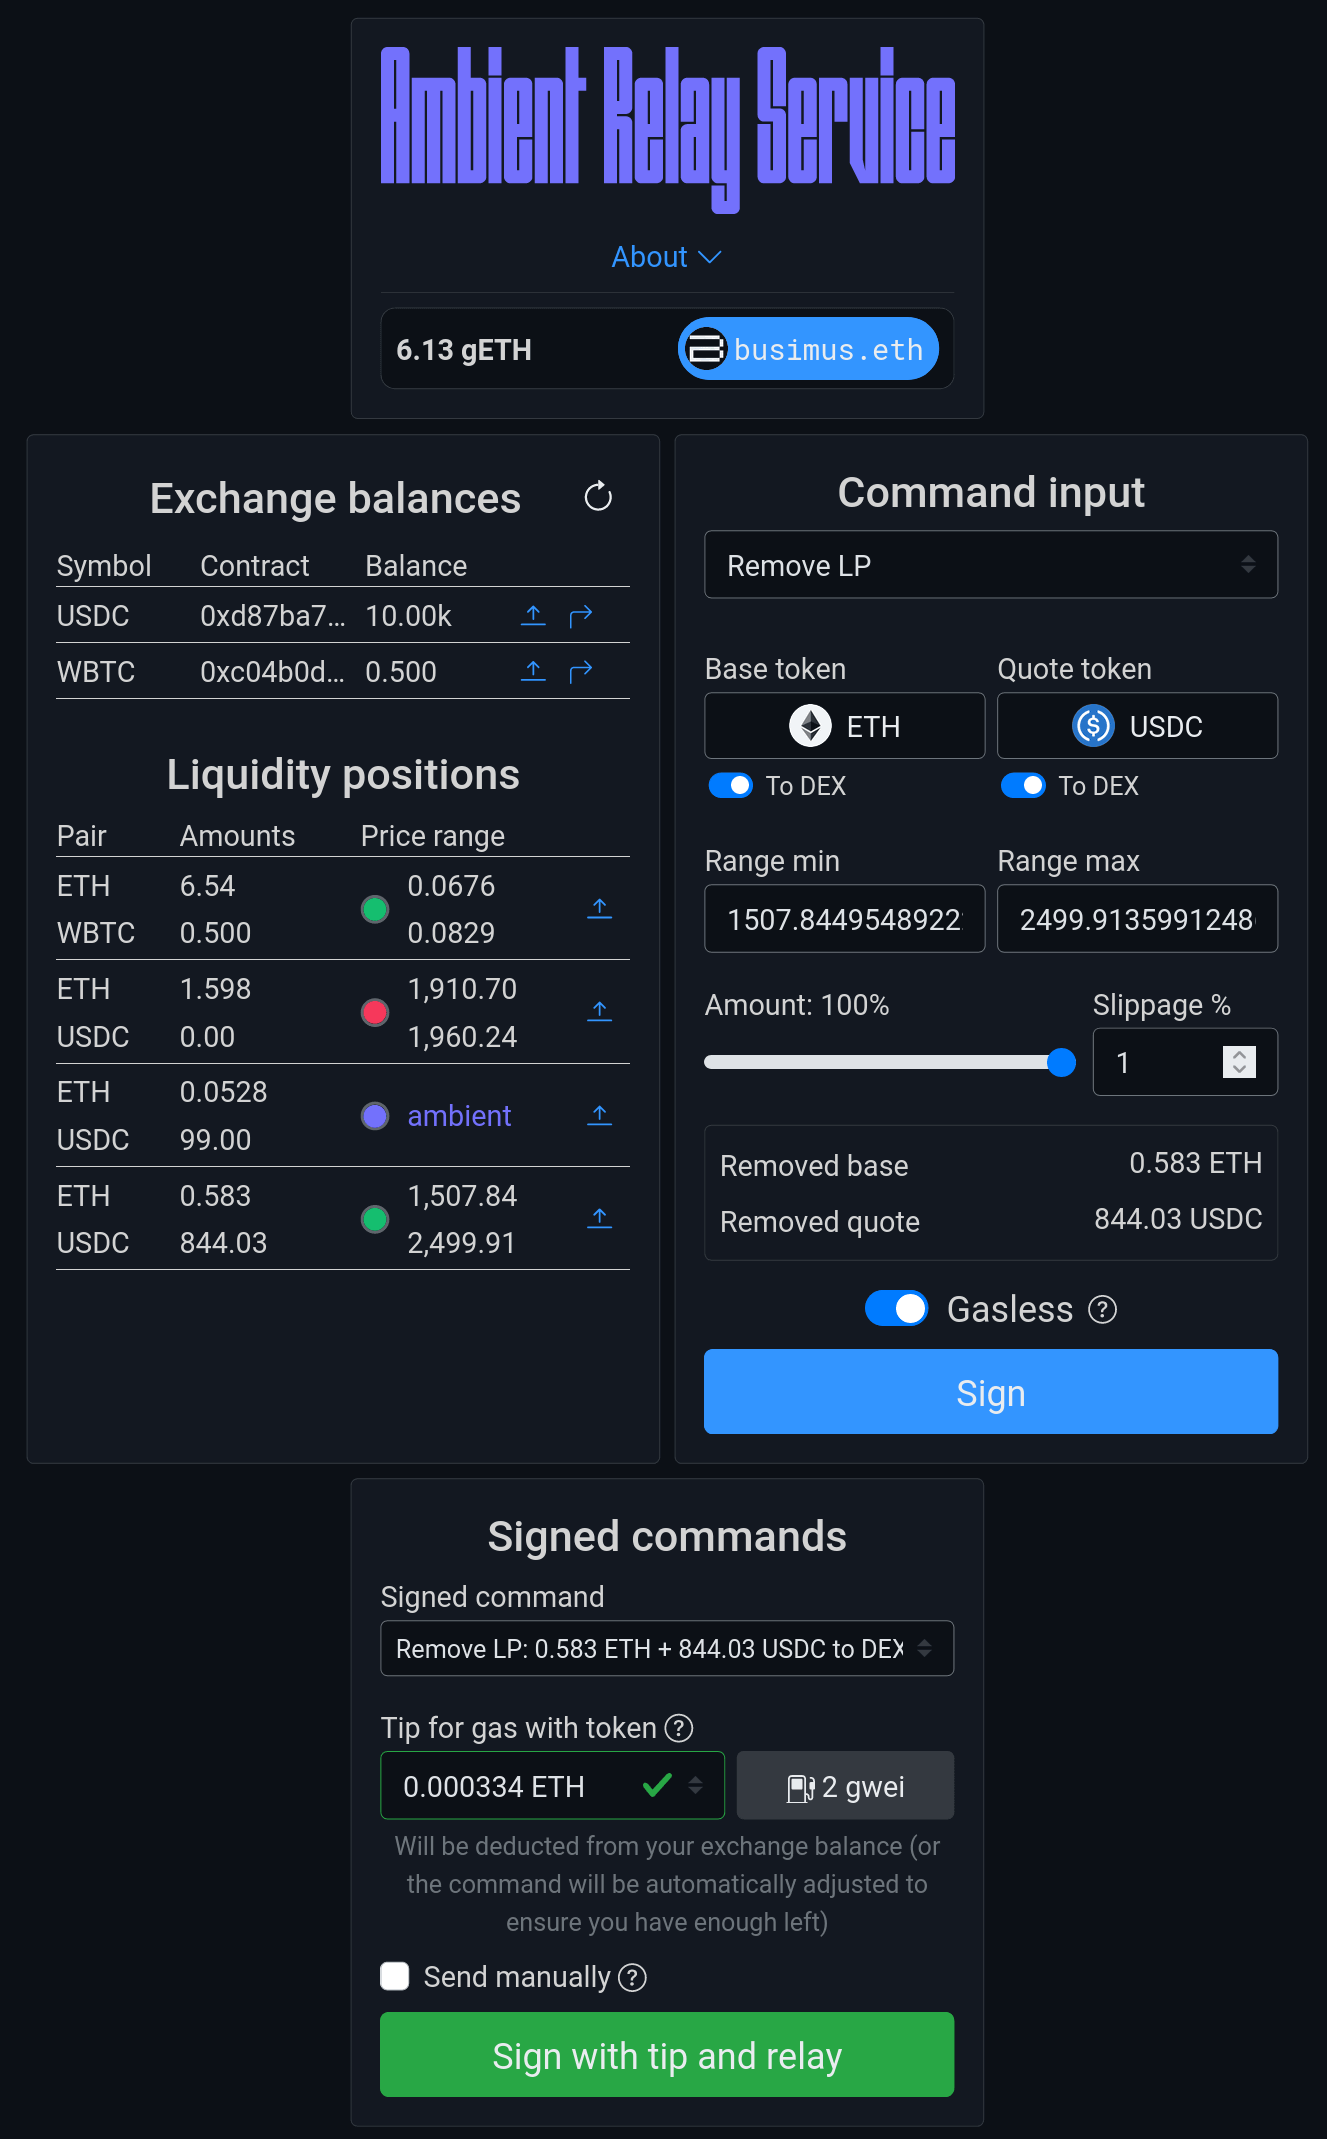 Ambient Relay Service
About
6.13 gETH
busimus.eth
Exchange balances
Symbol Contract Balance
USDC 0xd87ba7... 10.00k
WBTC 0xc04b0d... 0.500
Liquidity positions
Pair Amounts Price range
ETH 6.54 0.0676
WBTC 0.500 0.0829
ETH 1.598 1,910.70
USDC 0.00 1,960.24
ETH 0.0528
ambient
USDC 99.00
ETH 0.583 1,507.84
USDC 844.03 2,499.91
Command input
Remove LP
Base token Quote token
ETH USDC
To DEX To DEX
Range min Range max
1507.8449548922 2499.9135991248
Amount: 100% Slippage %
1
Removed base 0.583 ETH
Removed quote 844.03 USDC
Gasless ?
Sign
Signed commands
Signed command
Remove LP: 0.583 ETH + 844.03 USDC to DEX
Tip for gas with token ?
0.000334 ETH 2 gwei
Will be deducted from your exchange balance (or
the command will be automatically adjusted to
ensure you have enough left)
Send manually ?
Sign with tip and relay